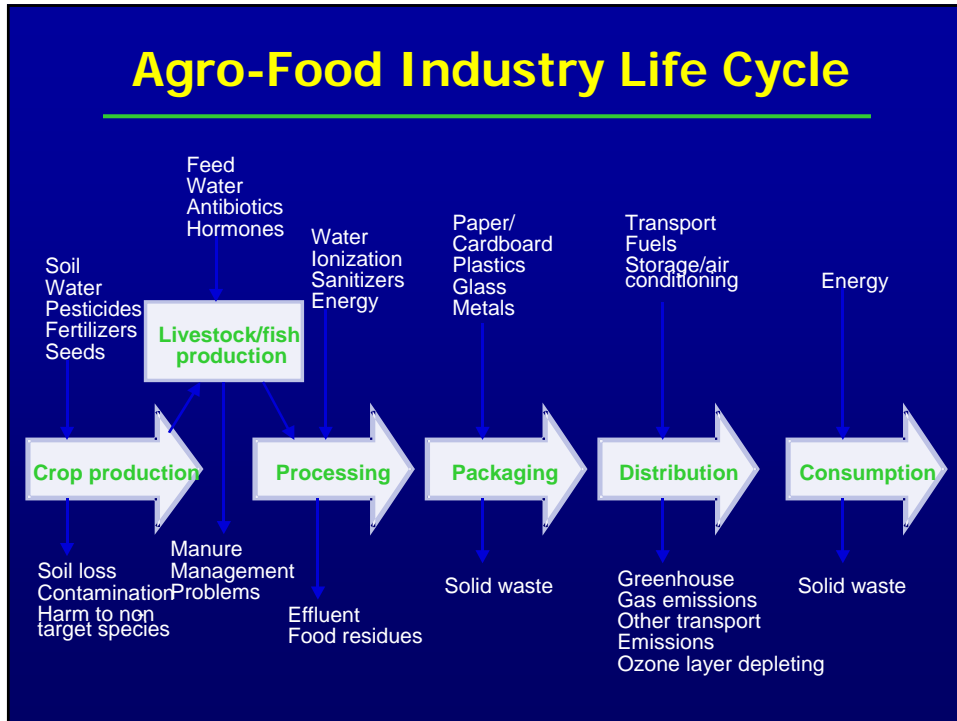 Agro-Food Industry Life Cycle
Feed
Water
Antibiotics
Hormones
Soil
Water
Pesticides
Fertilizers
Seeds
Water
Ionization
Sanitizers
Energy
Paper/
Cardboard
Plastics
Glass
Metals
Transport
Fuels
Storage/air
conditioning
Energy
Livestock/fish
production
Crop production
Processing
Packaging
Distribution
Consumption
Soil loss
Contamination
Harm to non-
target species
Manure
Management
Problems
Effluent
Food residues
Solid waste
Greenhouse
Gas emissions
Other transport
Emissions
Ozone layer depleting
Solid waste